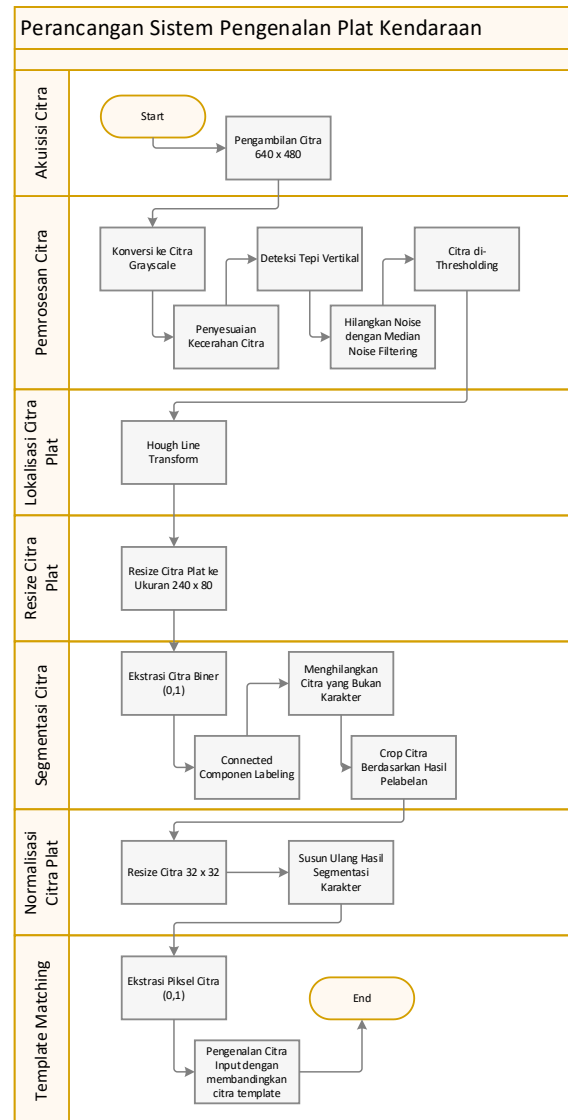 Perancangan Sistem Pengenalan Plat Kendaraan
Akuisisi Citra
Start
Pengambilan Citra
640 x 480
Pemrosesan Citra
Konversi ke Citra
Grayscale
Penyesuaian
Kecerahan Citra
Deteksi Tepi Vertikal
Hilangkan Noise
dengan Median
Noise Filtering
Citra di-
Thresholding
Lokalisasi Citra
Plat
Hough Line
Transform
Resize Citra
Plat
Resize Citra Plat ke
Ukuran 240 x 80
Segmentasi Citra
Ekstrasi Citra Biner
(0,1)
Connected
Componen Labeling
Menghilangkan
Citra yang Bukan
Karakter
Crop Citra
Berdasarkan Hasil
Pelabelan
Normalisasi
Citra Plat
Resize Citra 32 x 32
Susun Ulang Hasil
Segmentasi
Karakter
Template Matching
Ekstrasi Piksel Citra
(0,1)
Pengenalan Citra
Input dengan
membandingkan
citra template
End